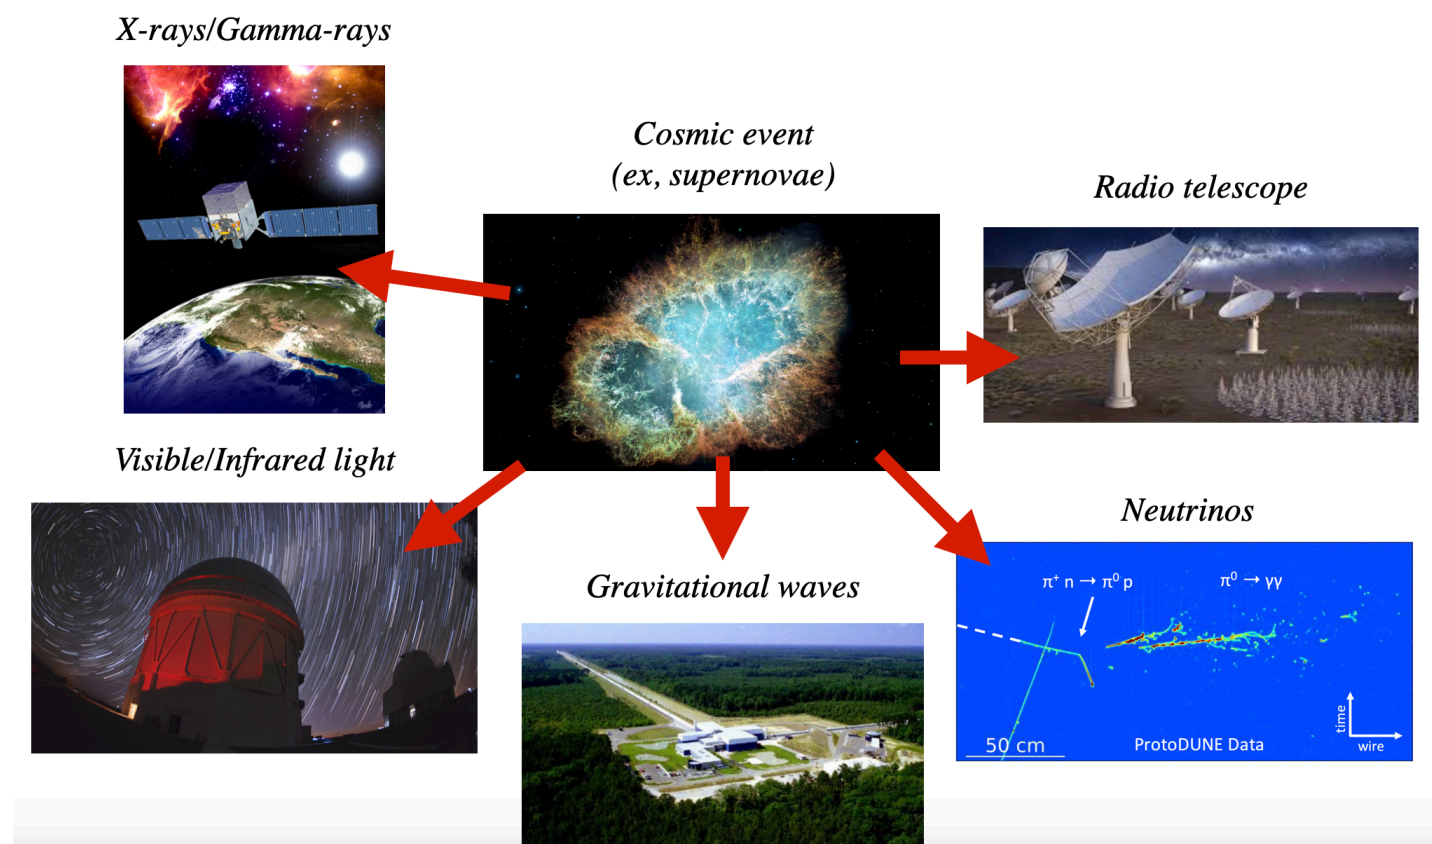 X-rays/Gamma-rays
Cosmic event
(ex, supernovae)
Radio telescope
Visible/Infrared light
Gravitational waves
Neutrinos
π⁺ n → π⁰ p
π⁰ → γγ
50 cm
ProtoDUNE Data
time
wire